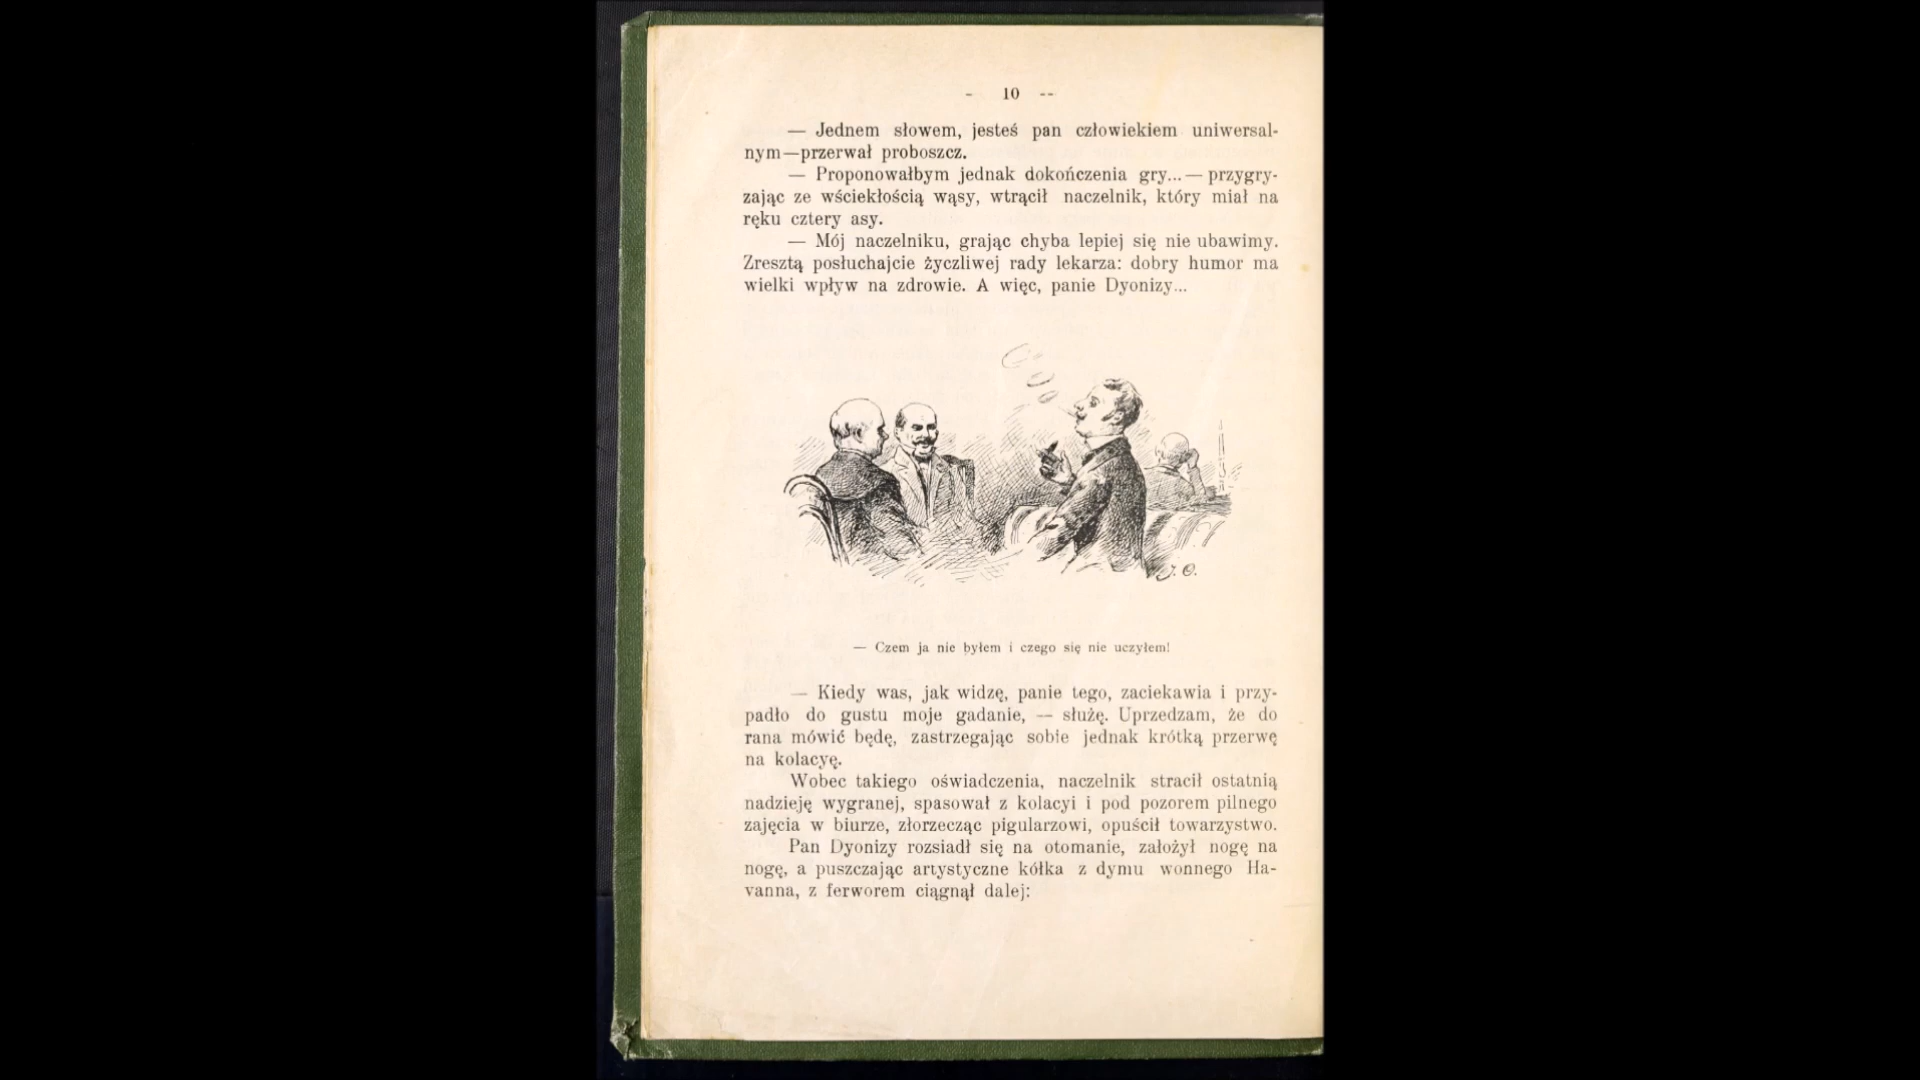 - 10 --
— Jednem słowem, jesteś pan człowiekiem uniwersal-
nym—przerwał proboszcz.
— Proponowałbym jednak dokończenia gry... — przygry-
zając ze wściekłością wąsy, wtrącił naczelnik, który miał na
ręku cztery asy.
— Mój naczelniku, grając chyba lepiej się nie ubawimy.
Zresztą posłuchajcie życzliwej rady lekarza: dobry humor ma
wielki wpływ na zdrowie. A więc, panie Dyonizy...
J. O.
— Czem ja nie byłem i czego się nie uczyłem!
— Kiedy was, jak widzę, panie tego, zaciekawia i przy-
padło do gustu moje gadanie, — służę. Uprzedzam, że do
rana mówić będę, zastrzegając sobie jednak krótką przerwę
na kolacyę.
Wobec takiego oświadczenia, naczelnik stracił ostatnią
nadzieję wygranej, spasował z kolacyi i pod pozorem pilnego
zajęcia w biurze, złorzecząc pigularzowi, opuścił towarzystwo.
Pan Dyonizy rozsiadł się na otomanie, założył nogę na
nogę, a puszczając artystyczne kółka z dymu wonnego Ha-
vanna, z ferworem ciągnął dalej: